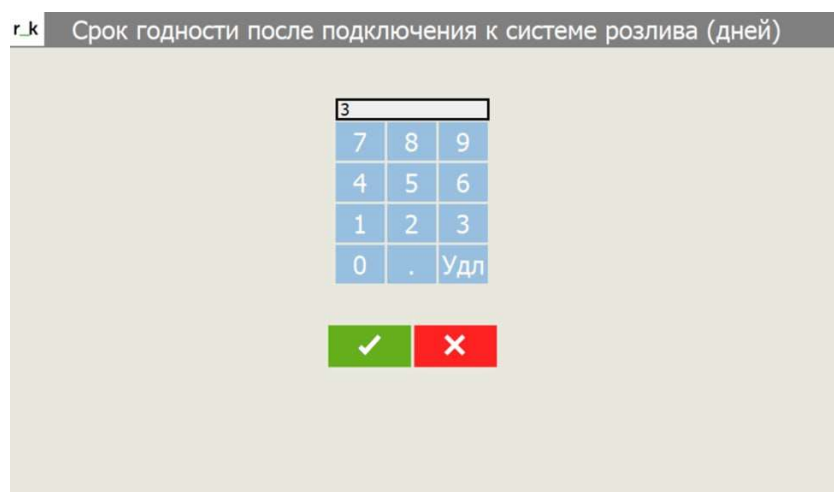 r_k
Срок годности после подключения к системе розлива (дней)
3
7 8 9
4 5 6
1 2 3
0 . Удл